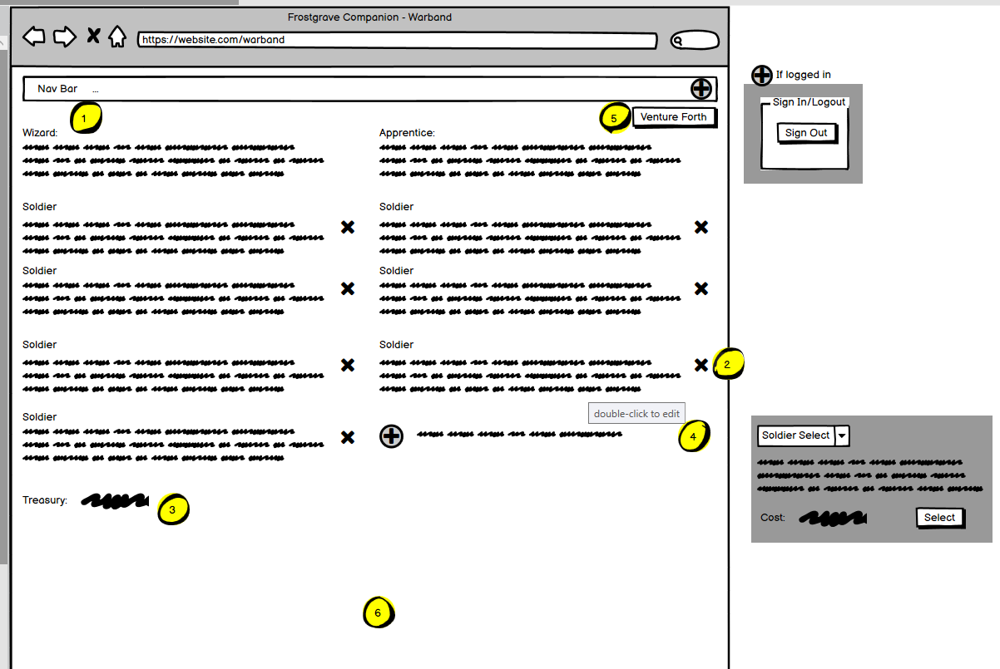 Frostgrave Companion - Warband
https://website.com/warband
If logged in
Nav Bar ...
Sign In/Logout
1
5
Venture Forth
Sign Out
Wizard:
Apprentice:
Soldier
Soldier
Soldier
Soldier
Soldier
Soldier
2
double-click to edit
Soldier
4
Soldier Select
Treasury:
3
Cost:
Select
6